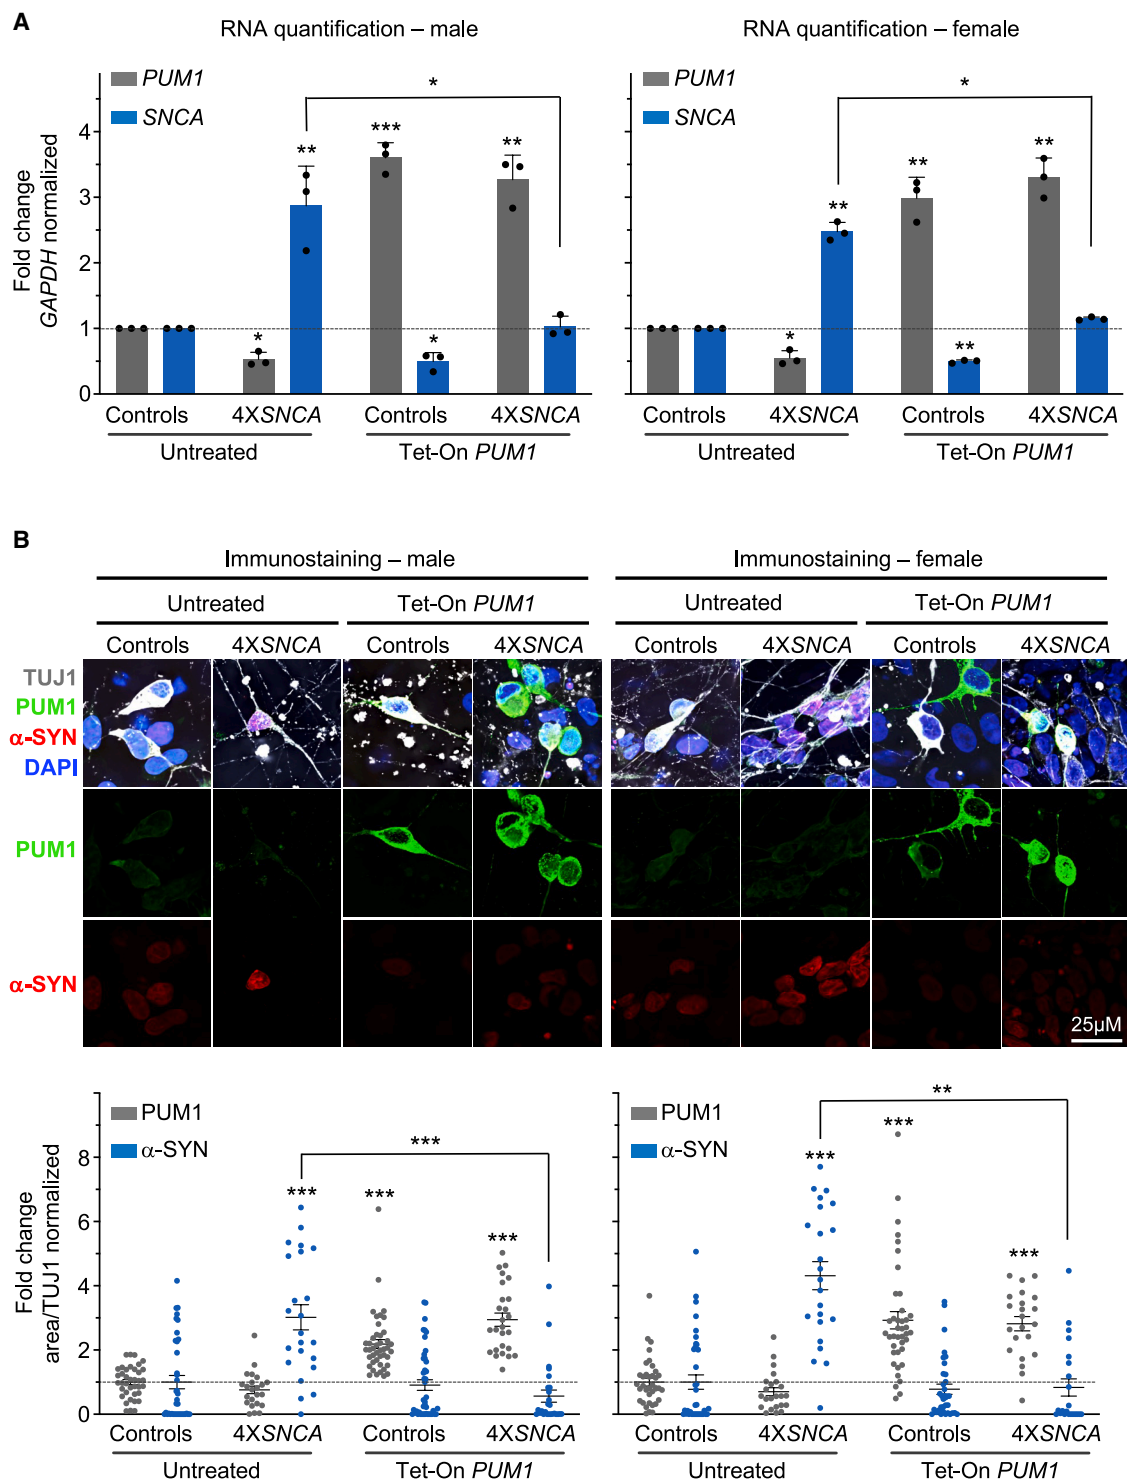 A
RNA quantification – male
RNA quantification – female
PUM1
SNCA
*
PUM1
SNCA
*
Fold change
GAPDH normalized
4
3
2
1
0
*
**
***
*
**
*
**
**
**
**
Controls
4XSNCA
Controls
4XSNCA
Controls
4XSNCA
Controls
4XSNCA
Untreated
Tet-On PUM1
Untreated
Tet-On PUM1
B
Immunostaining – male
Immunostaining – female
Untreated
Tet-On PUM1
Untreated
Tet-On PUM1
Controls
4XSNCA
Controls
4XSNCA
Controls
4XSNCA
Controls
4XSNCA
TUJ1
PUM1
α-SYN
DAPI
PUM1
α-SYN
25µM
PUM1
α-SYN
PUM1
α-SYN
Fold change
area/TUJ1 normalized
8
6
4
2
0
***
***
***
***
**
***
***
***
Controls
4XSNCA
Controls
4XSNCA
Controls
4XSNCA
Controls
4XSNCA
Untreated
Tet-On PUM1
Untreated
Tet-On PUM1